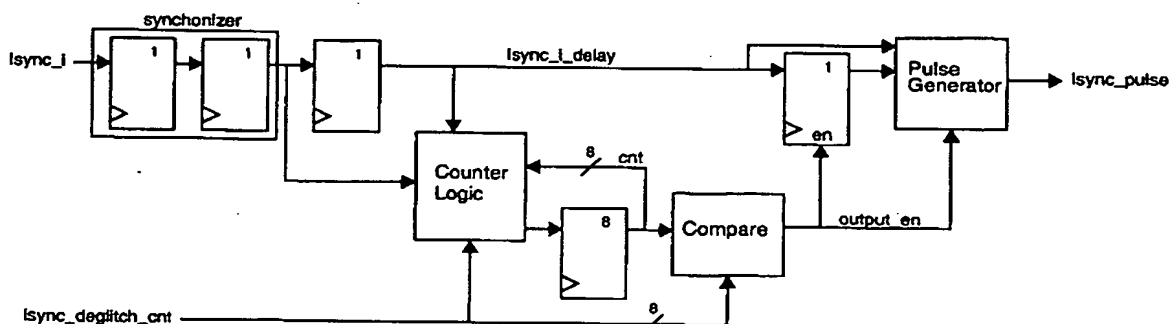 synchonizer
lsync_i
1
1
1
lsync_i_delay
1
en
Pulse
Generator
lsync_pulse
Counter
Logic
8
cnt
8
Compare
output_en
lsync_deglitch_cnt
8